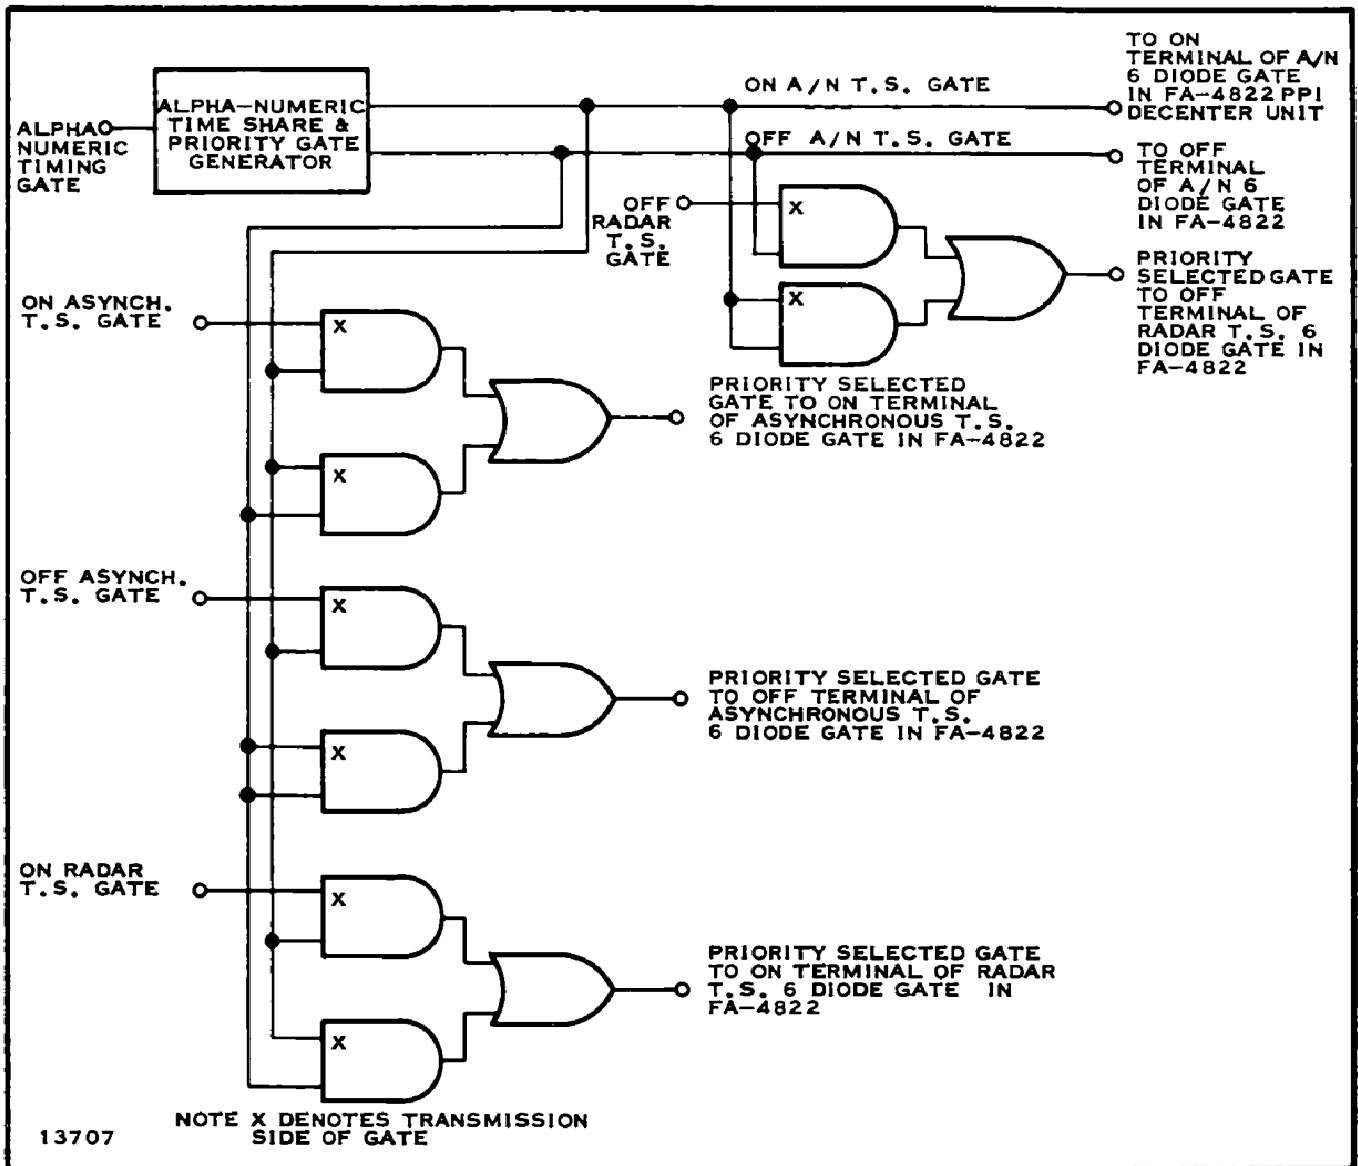 TO ON
TERMINAL OF A/N
6 DIODE GATE
IN FA-4822 PPI
DECENTER UNIT
ON A/N T.S. GATE
ALPHA-NUMERIC
TIME SHARE &
PRIORITY GATE
GENERATOR
ALPHA
NUMERIC
TIMING
GATE
OFF A/N T.S. GATE
TO OFF
TERMINAL
OF A/N 6
DIODE GATE
IN FA-4822
OFF
RADAR
T.S.
GATE
X
X
PRIORITY
SELECTED GATE
TO OFF
TERMINAL OF
RADAR T.S. 6
DIODE GATE IN
FA-4822
ON ASYNCH.
T.S. GATE
X
X
PRIORITY SELECTED
GATE TO ON TERMINAL
OF ASYNCHRONOUS T.S.
6 DIODE GATE IN FA-4822
OFF ASYNCH.
T.S. GATE
X
X
PRIORITY SELECTED GATE
TO OFF TERMINAL OF
ASYNCHRONOUS T.S.
6 DIODE GATE IN FA-4822
ON RADAR
T.S. GATE
X
X
PRIORITY SELECTED GATE
TO ON TERMINAL OF RADAR
T.S. 6 DIODE GATE IN
FA-4822
NOTE X DENOTES TRANSMISSION
SIDE OF GATE
13707